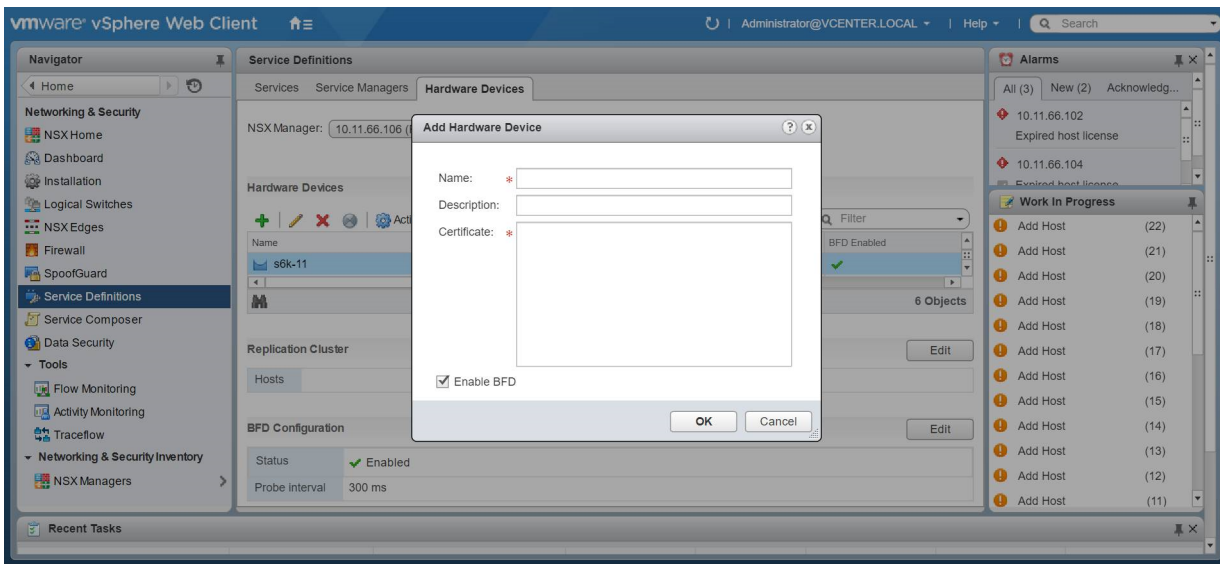 vmware® vSphere Web Client
Administrator@VCENTER.LOCAL | Help | Search
Navigator
Home
Networking & Security
NSX Home
Dashboard
Installation
Logical Switches
NSX Edges
Firewall
SpoofGuard
Service Definitions
Service Composer
Data Security
Tools
Flow Monitoring
Activity Monitoring
Traceflow
Networking & Security Inventory
NSX Managers
Service Definitions
Services Service Managers Hardware Devices
NSX Manager: 10.11.66.106
Hardware Devices
Filter
Name
BFD Enabled
s6k-11
6 Objects
Replication Cluster
Edit
Hosts
BFD Configuration
Edit
Status Enabled
Probe interval 300 ms
Add Hardware Device
Name: *
Description:
Certificate: *
Enable BFD
OK Cancel
Alarms
All (3) New (2) Acknowledg...
10.11.66.102
Expired host license
10.11.66.104
Expired host license
Work In Progress
Add Host (22)
Add Host (21)
Add Host (20)
Add Host (19)
Add Host (18)
Add Host (17)
Add Host (16)
Add Host (15)
Add Host (14)
Add Host (13)
Add Host (12)
Add Host (11)
Recent Tasks